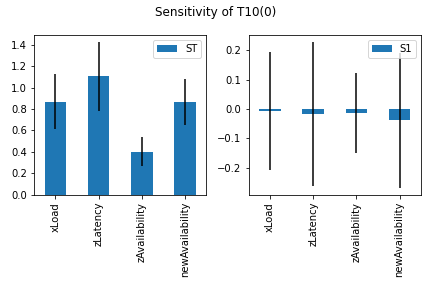 Sensitivity of T10(0)
ST
1.4
1.2
1.0
0.8
0.6
0.4
0.2
0.0
xLoad
zLatency
zAvailability
newAvailability
S1
0.2
0.1
0.0
−0.1
−0.2
xLoad
zLatency
zAvailability
newAvailability